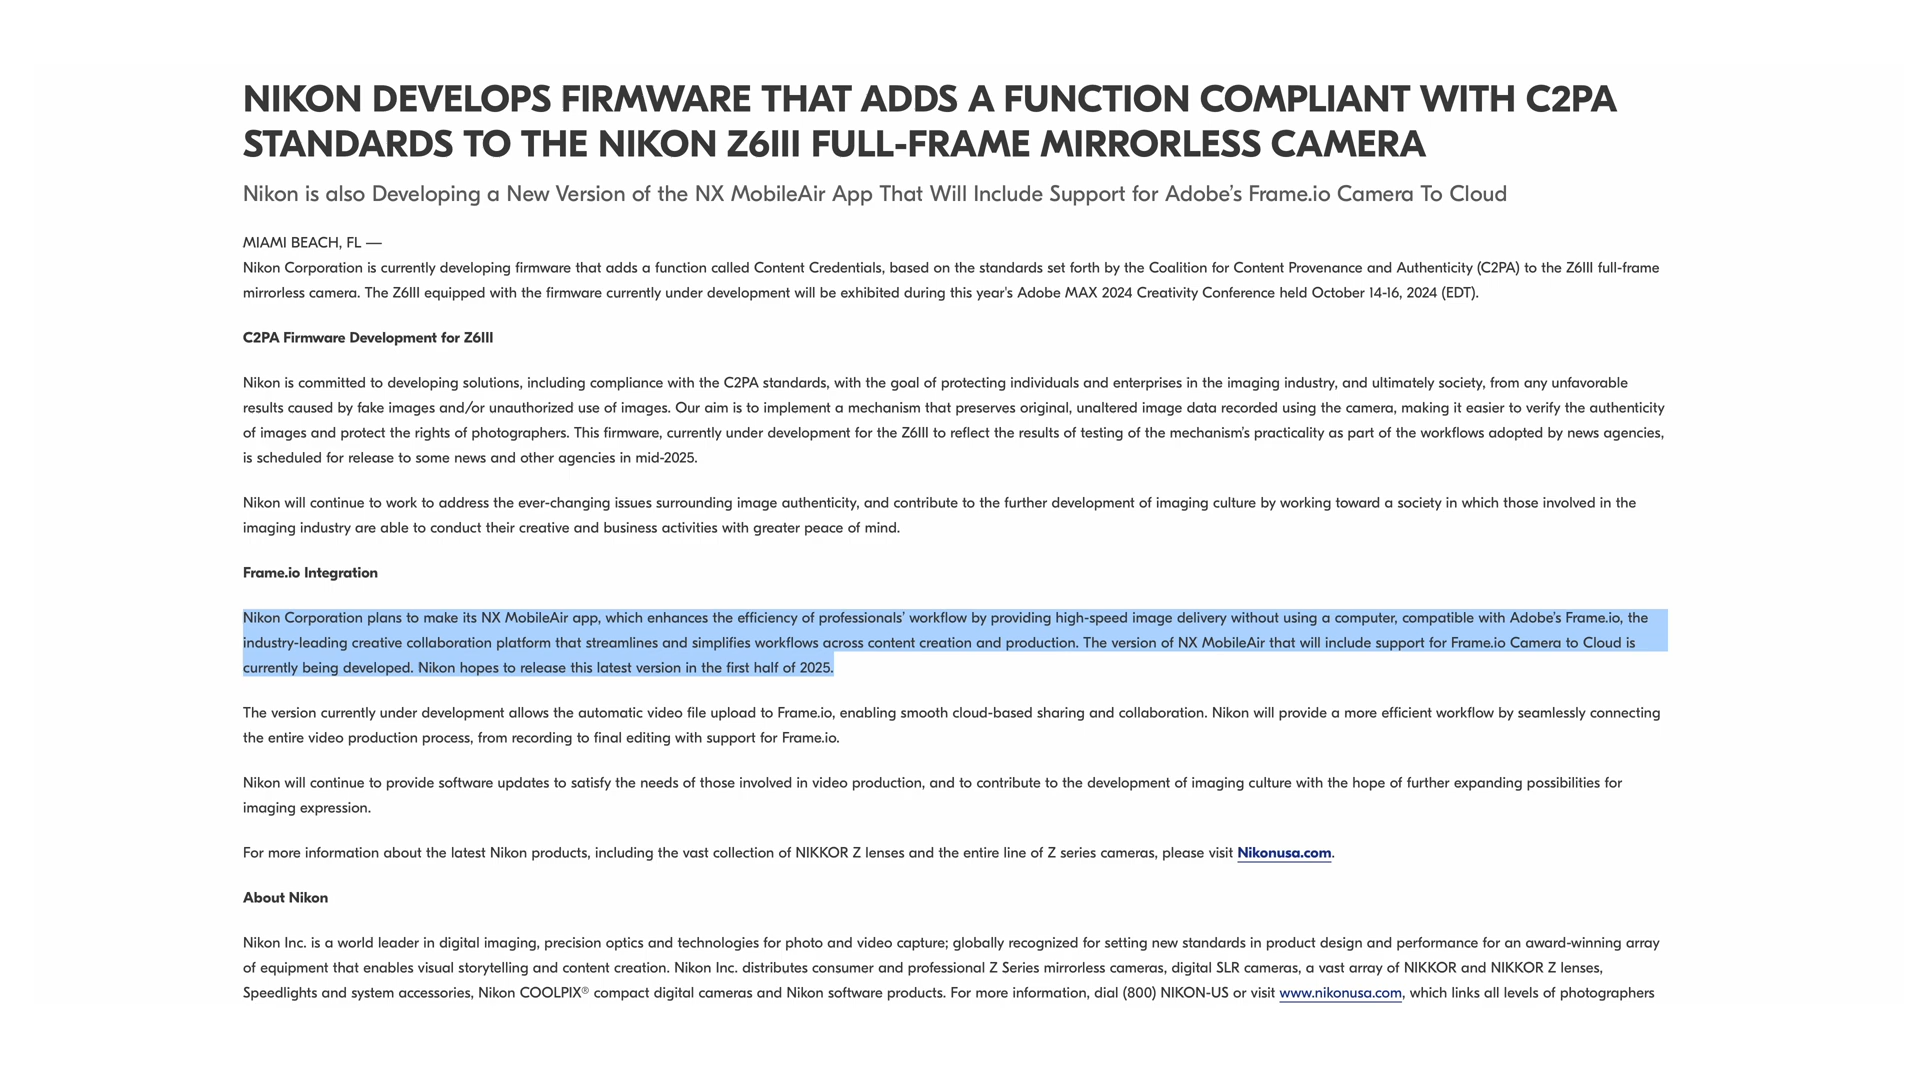 NIKON DEVELOPS FIRMWARE THAT ADDS A FUNCTION COMPLIANT WITH C2PA
STANDARDS TO THE NIKON Z6III FULL-FRAME MIRRORLESS CAMERA
Nikon is also Developing a New Version of the NX MobileAir App That Will Include Support for Adobe’s Frame.io Camera To Cloud
MIAMI BEACH, FL —
Nikon Corporation is currently developing firmware that adds a function called Content Credentials, based on the standards set forth by the Coalition for Content Provenance and Authenticity (C2PA) to the Z6III full-frame
mirrorless camera. The Z6III equipped with the firmware currently under development will be exhibited during this year's Adobe MAX 2024 Creativity Conference held October 14-16, 2024 (EDT).
C2PA Firmware Development for Z6III
Nikon is committed to developing solutions, including compliance with the C2PA standards, with the goal of protecting individuals and enterprises in the imaging industry, and ultimately society, from any unfavorable
results caused by fake images and/or unauthorized use of images. Our aim is to implement a mechanism that preserves original, unaltered image data recorded using the camera, making it easier to verify the authenticity
of images and protect the rights of photographers. This firmware, currently under development for the Z6III to reflect the results of testing of the mechanism’s practicality as part of the workflows adopted by news agencies,
is scheduled for release to some news and other agencies in mid-2025.
Nikon will continue to work to address the ever-changing issues surrounding image authenticity, and contribute to the further development of imaging culture by working toward a society in which those involved in the
imaging industry are able to conduct their creative and business activities with greater peace of mind.
Frame.io Integration
Nikon Corporation plans to make its NX MobileAir app, which enhances the efficiency of professionals’ workflow by providing high-speed image delivery without using a computer, compatible with Adobe’s Frame.io, the
industry-leading creative collaboration platform that streamlines and simplifies workflows across content creation and production. The version of NX MobileAir that will include support for Frame.io Camera to Cloud is
currently being developed. Nikon hopes to release this latest version in the first half of 2025.
The version currently under development allows the automatic video file upload to Frame.io, enabling smooth cloud-based sharing and collaboration. Nikon will provide a more efficient workflow by seamlessly connecting
the entire video production process, from recording to final editing with support for Frame.io.
Nikon will continue to provide software updates to satisfy the needs of those involved in video production, and to contribute to the development of imaging culture with the hope of further expanding possibilities for
imaging expression.
For more information about the latest Nikon products, including the vast collection of NIKKOR Z lenses and the entire line of Z series cameras, please visit Nikonusa.com.
About Nikon
Nikon Inc. is a world leader in digital imaging, precision optics and technologies for photo and video capture; globally recognized for setting new standards in product design and performance for an award-winning array
of equipment that enables visual storytelling and content creation. Nikon Inc. distributes consumer and professional Z Series mirrorless cameras, digital SLR cameras, a vast array of NIKKOR and NIKKOR Z lenses,
Speedlights and system accessories, Nikon COOLPIX® compact digital cameras and Nikon software products. For more information, dial (800) NIKON-US or visit www.nikonusa.com, which links all levels of photographers